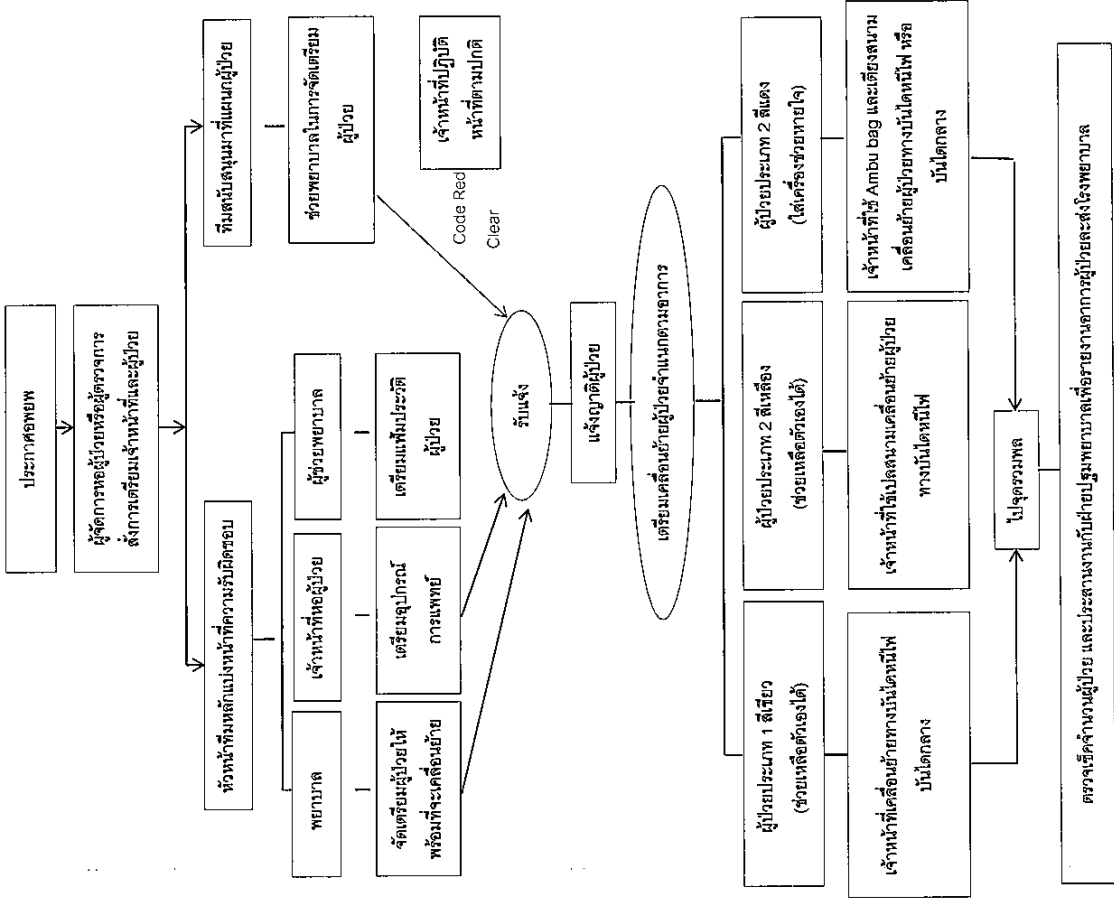 ประกาศอพยพ
ผู้จัดการหอผู้ป่วยหรือผู้ตรวจการ
สั่งการเตรียมเจ้าหน้าที่และผู้ป่วย
หัวหน้าทีมหลักแบ่งหน้าที่ความรับผิดชอบ
ทีมสนับสนุนมาที่แผนกผู้ป่วย
พยาบาล
เจ้าหน้าที่หอผู้ป่วย
ผู้ช่วยพยาบาล
ช่วยพยาบาลในการจัดเตรียม
ผู้ป่วย
จัดเตรียมผู้ป่วยให้
พร้อมที่จะเคลื่อนย้าย
เตรียมอุปกรณ์
การแพทย์
เตรียมแฟ้มประวัติ
ผู้ป่วย
เจ้าหน้าที่ปฏิบัติ
หน้าที่ตามปกติ
Code Red
Clear
รับแจ้ง
แจ้งญาติผู้ป่วย
เตรียมเคลื่อนย้ายผู้ป่วยจำแนกตามอาการ
ผู้ป่วยประเภท 1 สีเขียว
(ช่วยเหลือตัวเองได้)
ผู้ป่วยประเภท 2 สีเหลือง
(ช่วยเหลือตัวเองได้)
ผู้ป่วยประเภท 2 สีแดง
(ใส่เครื่องช่วยหายใจ)
เจ้าหน้าที่เคลื่อนย้ายทางบันไดหนีไฟ
บันไดกลาง
เจ้าหน้าที่ใช้เปลสนามเคลื่อนย้ายผู้ป่วย
ทางบันไดหนีไฟ
เจ้าหน้าที่ใช้ Ambu bag และเตียงสนาม
เคลื่อนย้ายผู้ป่วยทางบันไดหนีไฟ หรือ
บันไดกลาง
ไปจุดรวมพล
ตรวจเช็คจำนวนผู้ป่วย และประสานงานกับฝ่ายปฐมพยาบาลเพื่อรายงานอาการผู้ป่วยละส่งโรงพยาบาล